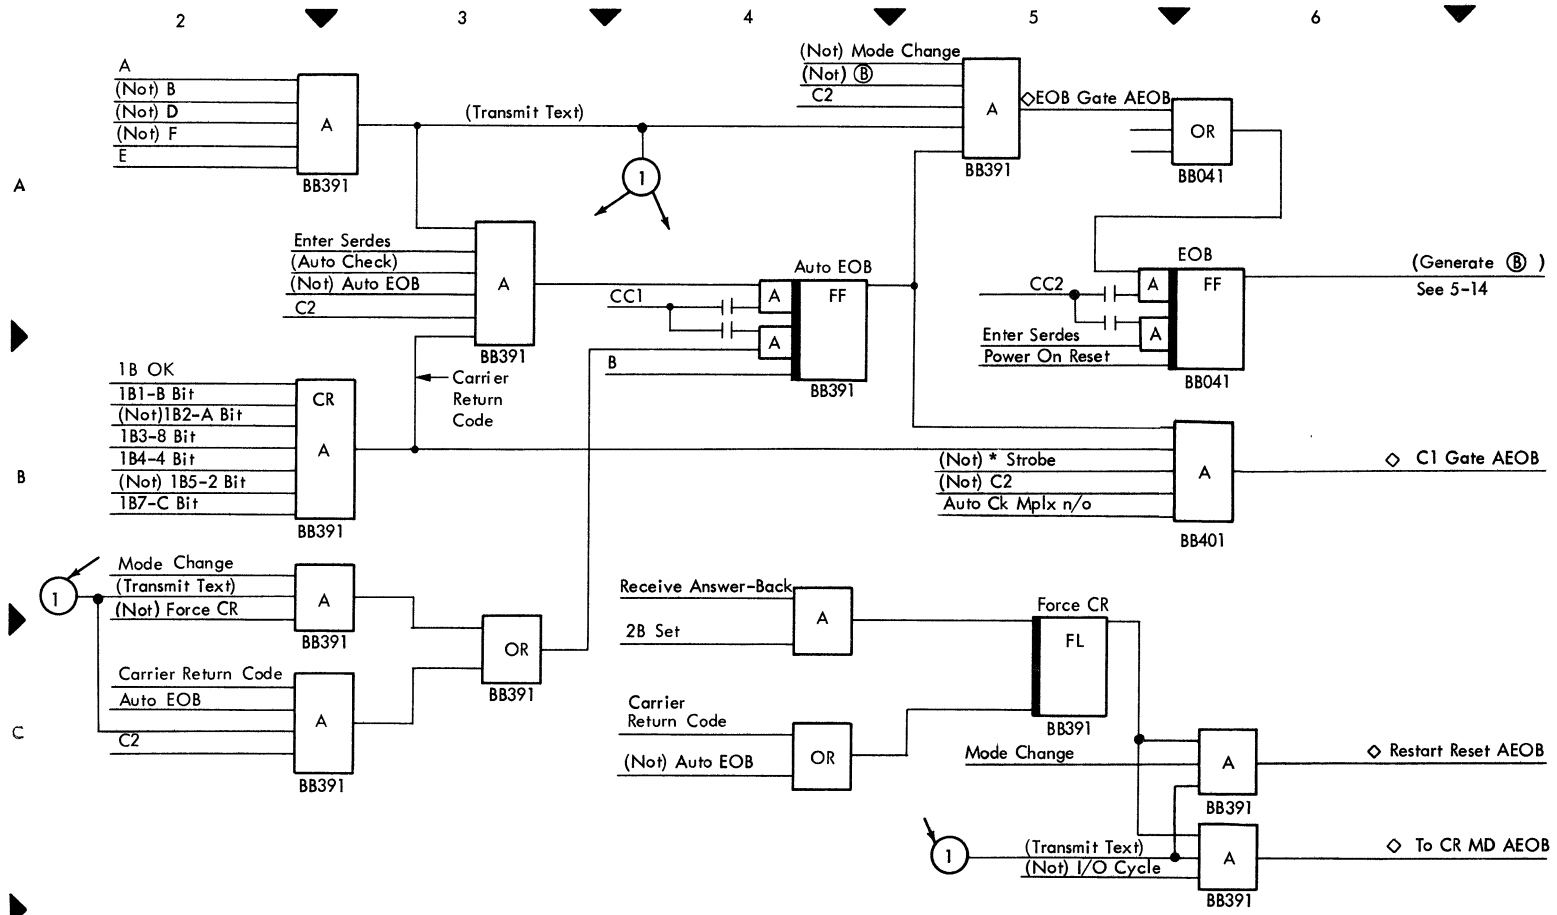 2 3 4 5 6
A
B
C
A
(Not) B
(Not) D
(Not) F
E
A
BB391
(Transmit Text)
1
(Not) Mode Change
(Not) Ⓑ
C2
A
BB391
◇EOB Gate AEOB
OR
BB041
Enter Serdes
(Auto Check)
(Not) Auto EOB
C2
A
BB391
Carrier
Return
Code
CC1
B
Auto EOB
A
A
FF
BB391
CC2
Enter Serdes
Power On Reset
EOB
A
A
FF
BB041
(Generate Ⓑ )
See 5-14
1B OK
1B1-B Bit
(Not)1B2-A Bit
1B3-8 Bit
1B4-4 Bit
(Not) 1B5-2 Bit
1B7-C Bit
CR
A
BB391
(Not) * Strobe
(Not) C2
Auto Ck Mplx n/o
A
BB401
◇ C1 Gate AEOB
1
Mode Change
(Transmit Text)
(Not) Force CR
A
BB391
Carrier Return Code
Auto EOB
C2
A
BB391
OR
BB391
Receive Answer-Back
2B Set
A
Carrier
Return Code
(Not) Auto EOB
OR
Force CR
FL
BB391
Mode Change
A
BB391
◇ Restart Reset AEOB
1
(Transmit Text)
(Not) I/O Cycle
A
BB391
◇ To CR MD AEOB